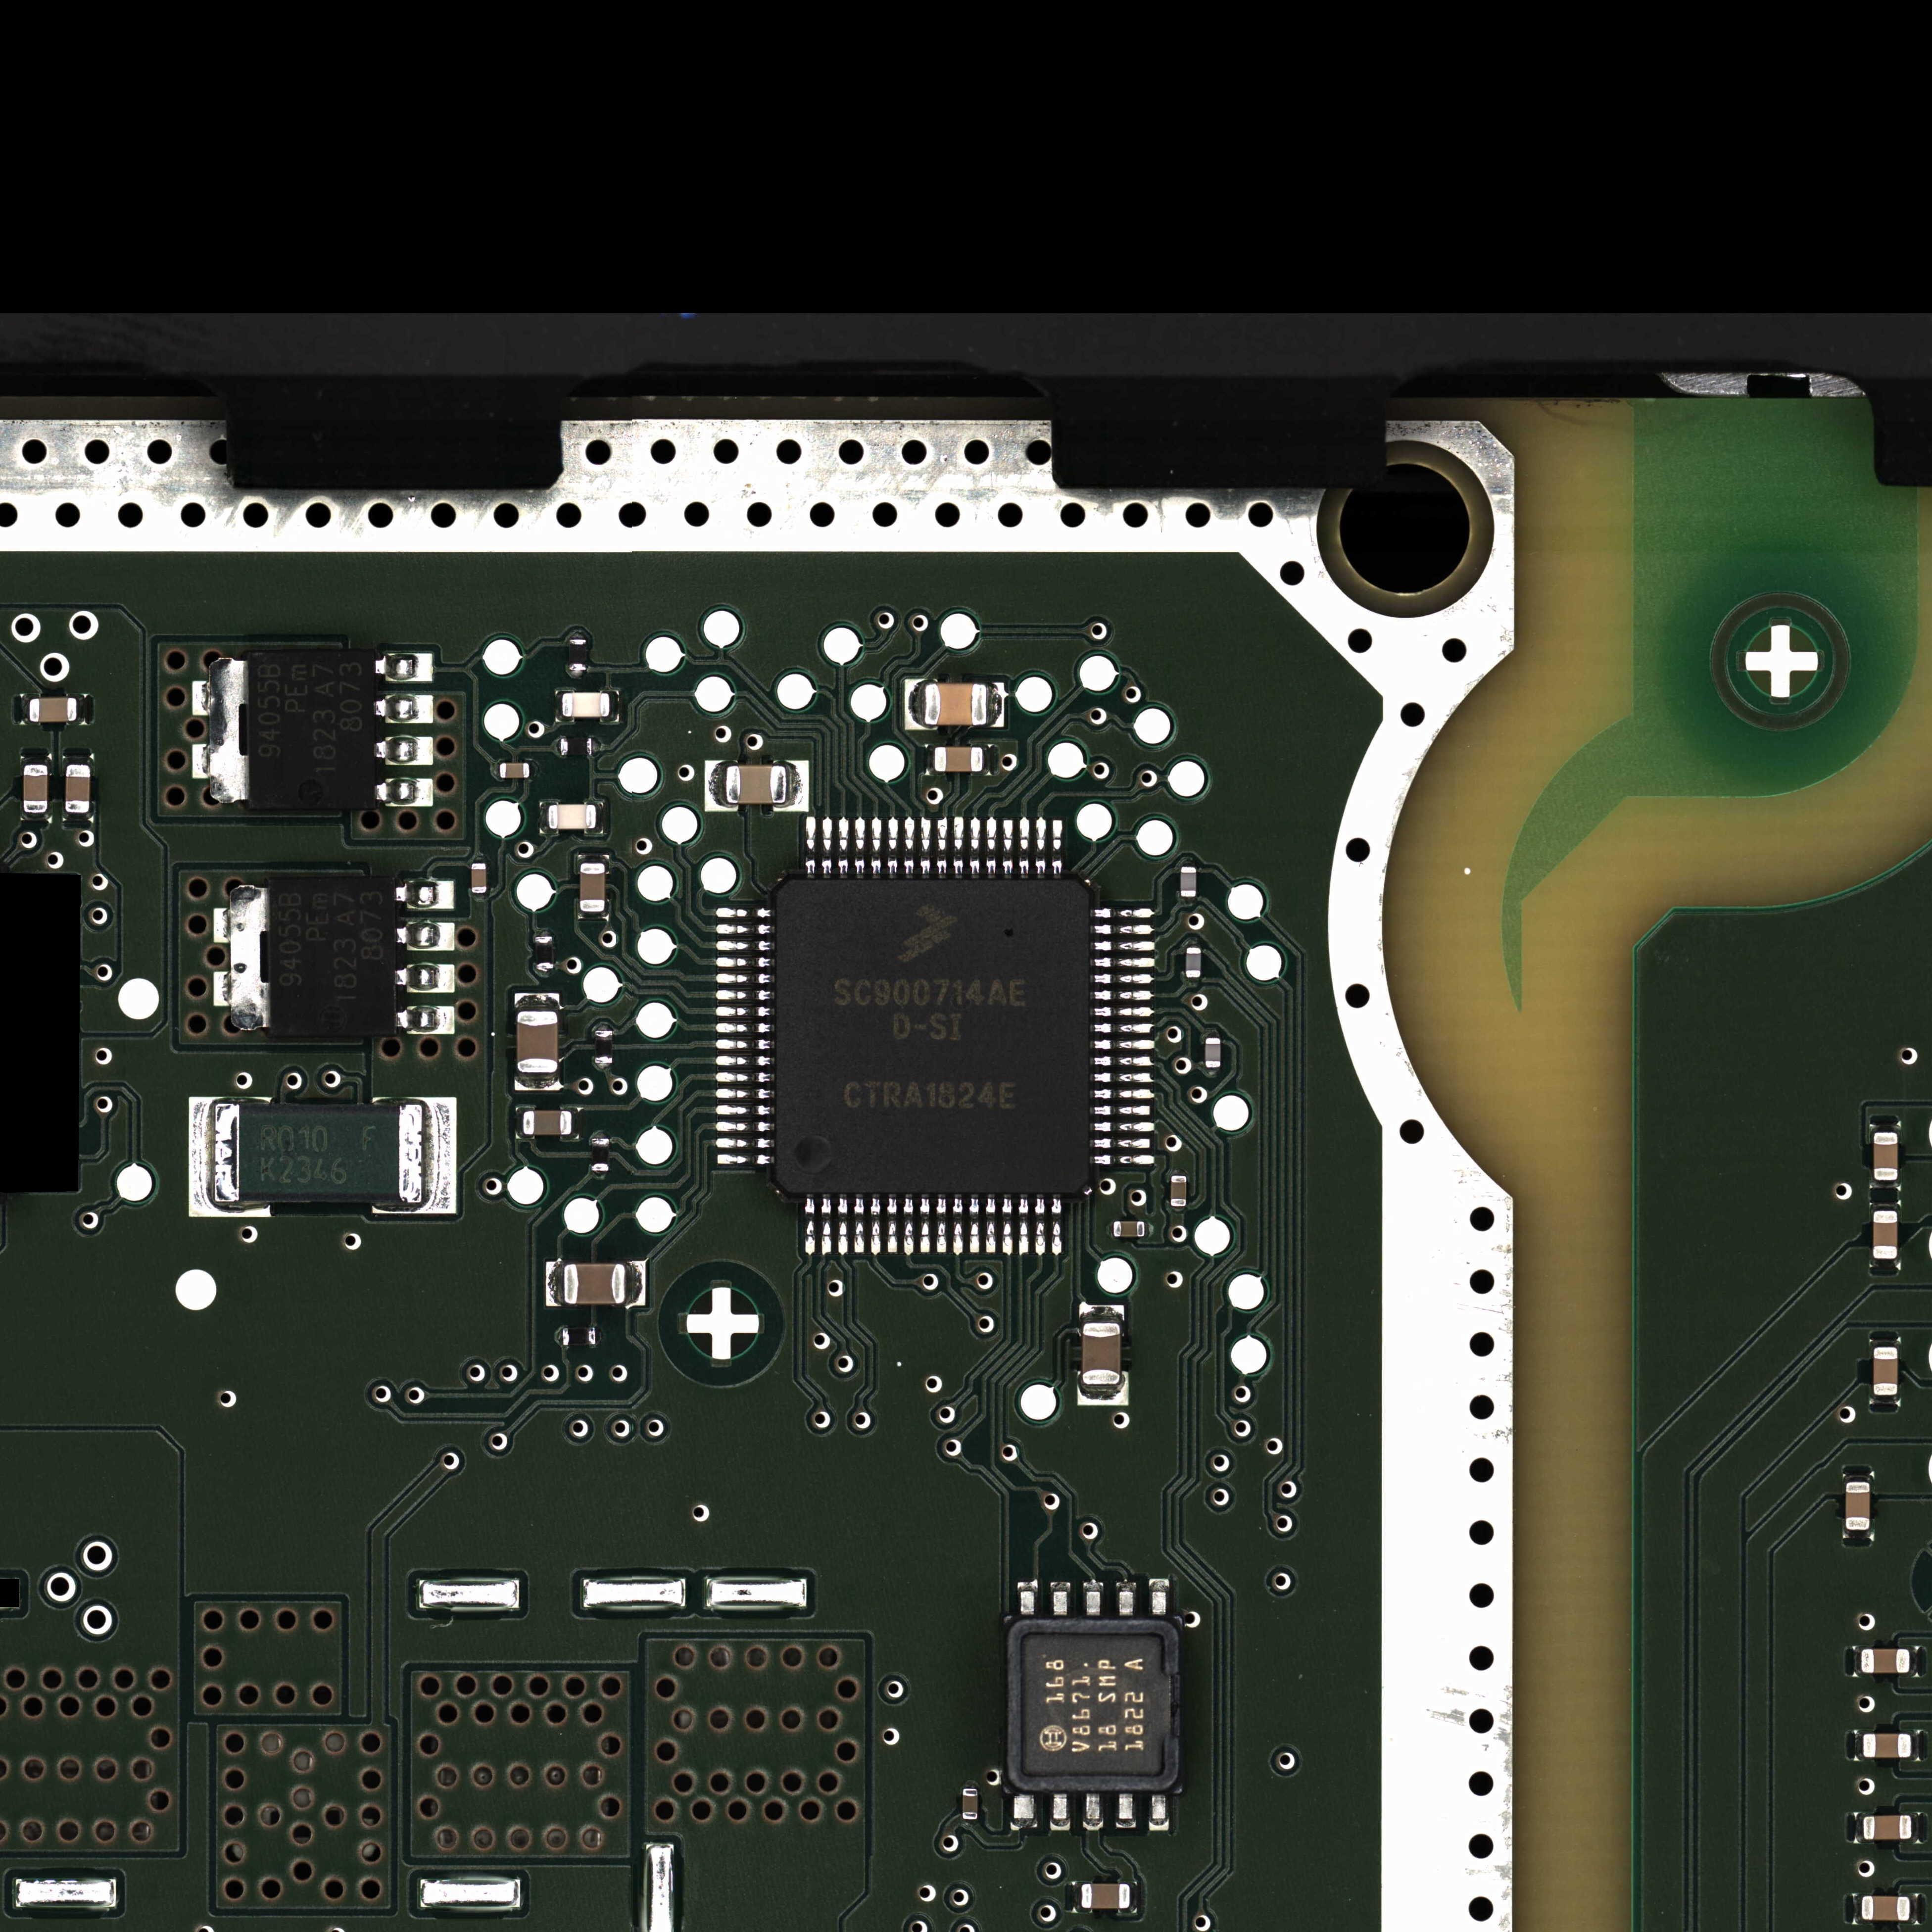 94055B
PEm
1823 A7
8073
94055B
PEm
1823 A7
8073
SC900714AE
D-SI
CTRA1824E
R010 F
K2346
168
V8671.
18 SMP
1822 A